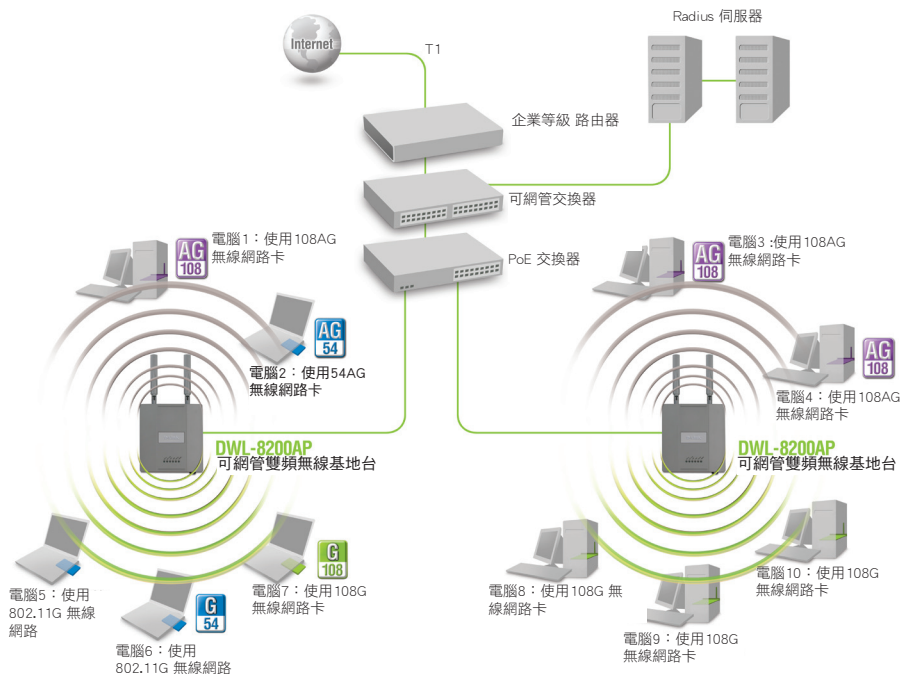 Radius 伺服器
Internet
T1
企業等級 路由器
可網管交換器
PoE 交換器
電腦1：使用108AG
無線網路卡
AG
108
電腦2：使用54AG
無線網路卡
AG
54
電腦3 :使用108AG
無線網路卡
AG
108
電腦4：使用108AG
無線網路卡
AG
108
DWL-8200AP
可網管雙頻無線基地台
DWL-8200AP
可網管雙頻無線基地台
電腦5：使用
802.11G 無線
網路
電腦6：使用
802.11G 無線網路
G
54
電腦7：使用108G
無線網路卡
G
108
電腦8：使用108G 無
線網路卡
電腦9：使用108G
無線網路卡
電腦10：使用108G
無線網路卡